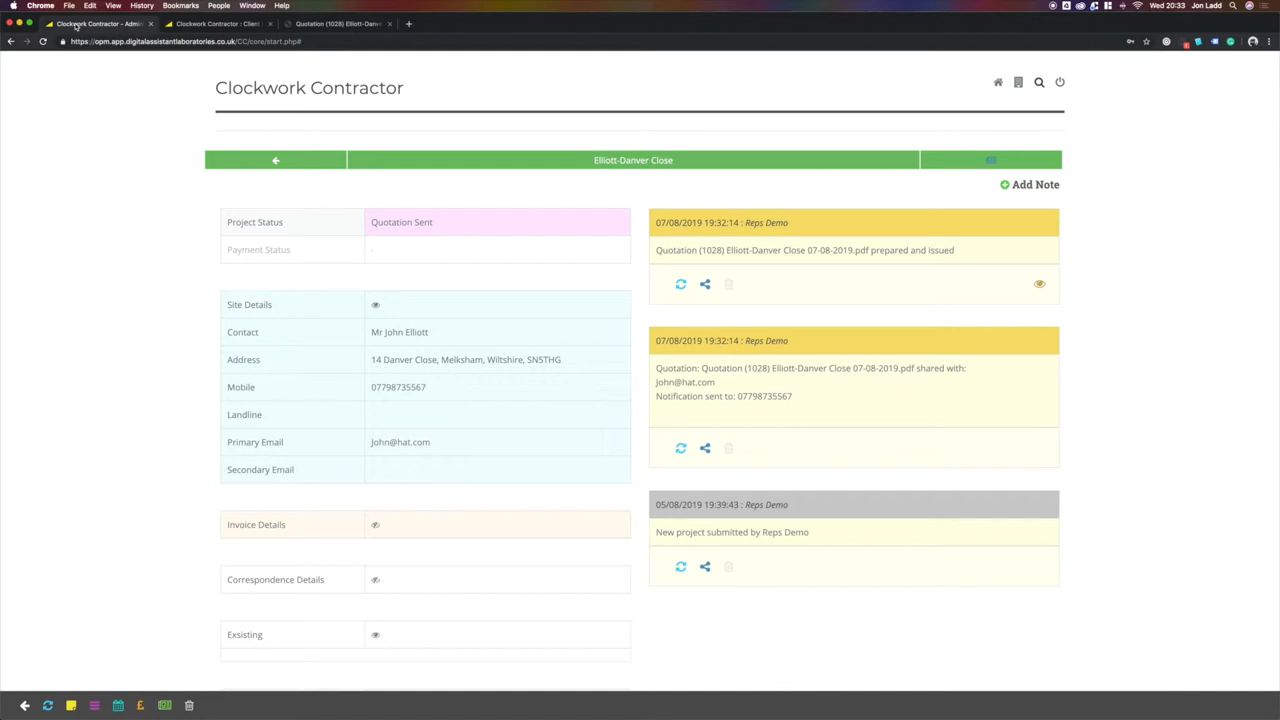 Chrome File Edit View History Bookmarks People Window Help
Wed 20:33 Jon Ladd
Clockwork Contractor - Admi
Clockwork Contractor : Client
Quotation (1028) Elliott-Danv
https://opm.app.digitalassistantlaboratories.co.uk/CC/core/start.php#
Clockwork Contractor
Elliott-Danver Close
Add Note
Project Status Quotation Sent
Payment Status -
Site Details
Contact Mr John Elliott
Address 14 Danver Close, Melksham, Wiltshire, SN5THG
Mobile 07798735567
Landline
Primary Email John@hat.com
Secondary Email
Invoice Details
Correspondence Details
Exsisting
07/08/2019 19:32:14 : Reps Demo
Quotation (1028) Elliott-Danver Close 07-08-2019.pdf prepared and issued
07/08/2019 19:32:14 : Reps Demo
Quotation: Quotation (1028) Elliott-Danver Close 07-08-2019.pdf shared with:
John@hat.com
Notification sent to: 07798735567
05/08/2019 19:39:43 : Reps Demo
New project submitted by Reps Demo